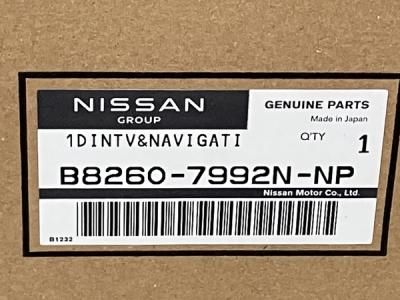 NISSAN
GROUP
GENUINE PARTS
Made in Japan
1DINTV&NAVIGATI
Q'TY 1
B8260-7992N-NP
Nissan Motor Co., Ltd.
B1232